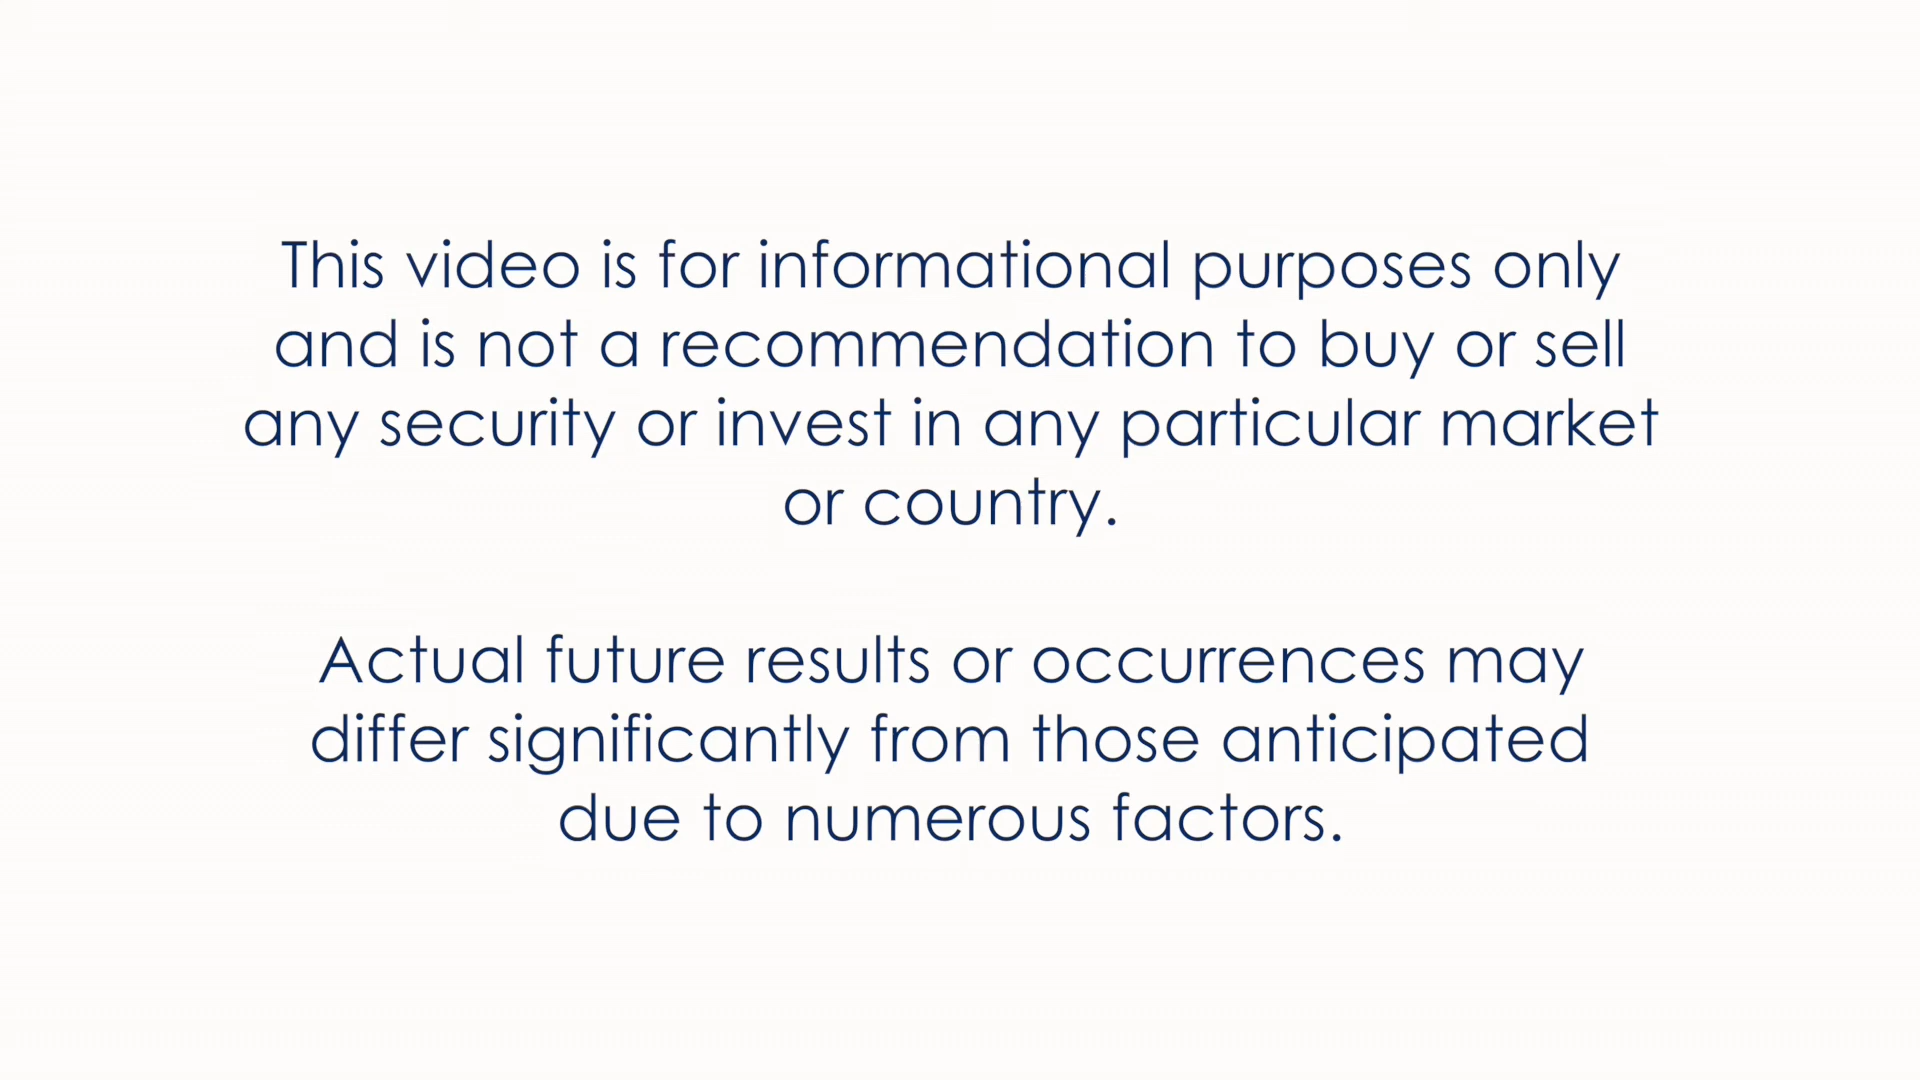 This video is for informational purposes only
and is not a recommendation to buy or sell
any security or invest in any particular market
or country.
Actual future results or occurrences may
differ significantly from those anticipated
due to numerous factors.